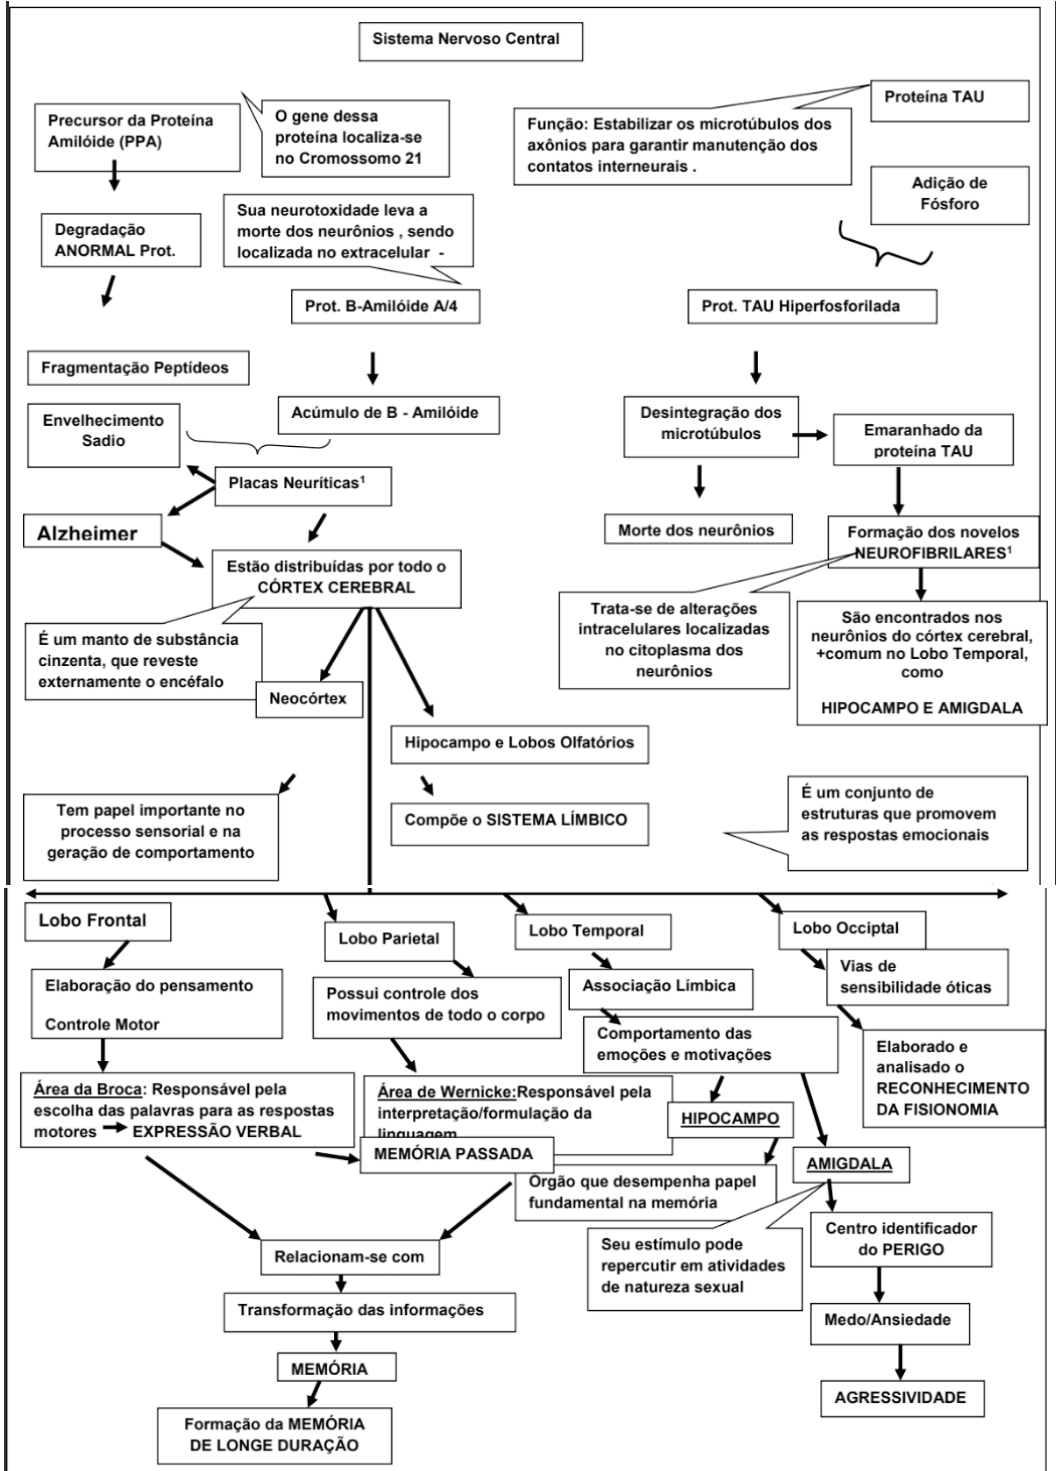 Sistema Nervoso Central
Precursor da Proteína
Amilóide (PPA)
O gene dessa
proteína localiza-se
no Cromossomo 21
Proteína TAU
Função: Estabilizar os microtúbulos dos
axônios para garantir manutenção dos
contatos interneurais .
Adição de
Fósforo
Degradação
ANORMAL Prot.
Sua neurotoxidade leva a
morte dos neurônios , sendo
localizada no extracelular -
Prot. B-Amilóide A/4
Prot. TAU Hiperfosforilada
Fragmentação Peptídeos
Envelhecimento
Sadio
Acúmulo de B - Amilóide
Desintegração dos
microtúbulos
Emaranhado da
proteína TAU
Placas Neuríticas¹
Alzheimer
Morte dos neurônios
Formação dos novelos
NEUROFIBRILARES¹
Estão distribuídas por todo o
CÓRTEX CEREBRAL
Trata-se de alterações
intracelulares localizadas
no citoplasma dos
neurônios
São encontrados nos
neurônios do córtex cerebral,
+comum no Lobo Temporal,
como
HIPOCAMPO E AMIGDALA
É um manto de substância
cinzenta, que reveste
externamente o encéfalo
Neocórtex
Hipocampo e Lobos Olfatórios
Tem papel importante no
processo sensorial e na
geração de comportamento
Compõe o SISTEMA LÍMBICO
É um conjunto de
estruturas que promovem
as respostas emocionais
Lobo Frontal
Lobo Parietal
Lobo Temporal
Lobo Occiptal
Elaboração do pensamento
Controle Motor
Possui controle dos
movimentos de todo o corpo
Associação Límbica
Vias de
sensibilidade óticas
Comportamento das
emoções e motivações
Elaborado e
analisado o
RECONHECIMENTO
DA FISIONOMIA
Área da Broca: Responsável pela
escolha das palavras para as respostas
motores → EXPRESSÃO VERBAL
Área de Wernicke:Responsável pela
interpretação/formulação da
linguagem
MEMÓRIA PASSADA
HIPOCAMPO
Órgão que desempenha papel
fundamental na memória
AMIGDALA
Seu estímulo pode
repercutir em atividades
de natureza sexual
Centro identificador
do PERIGO
Relacionam-se com
Transformação das informações
Medo/Ansiedade
MEMÓRIA
AGRESSIVIDADE
Formação da MEMÓRIA
DE LONGE DURAÇÃO